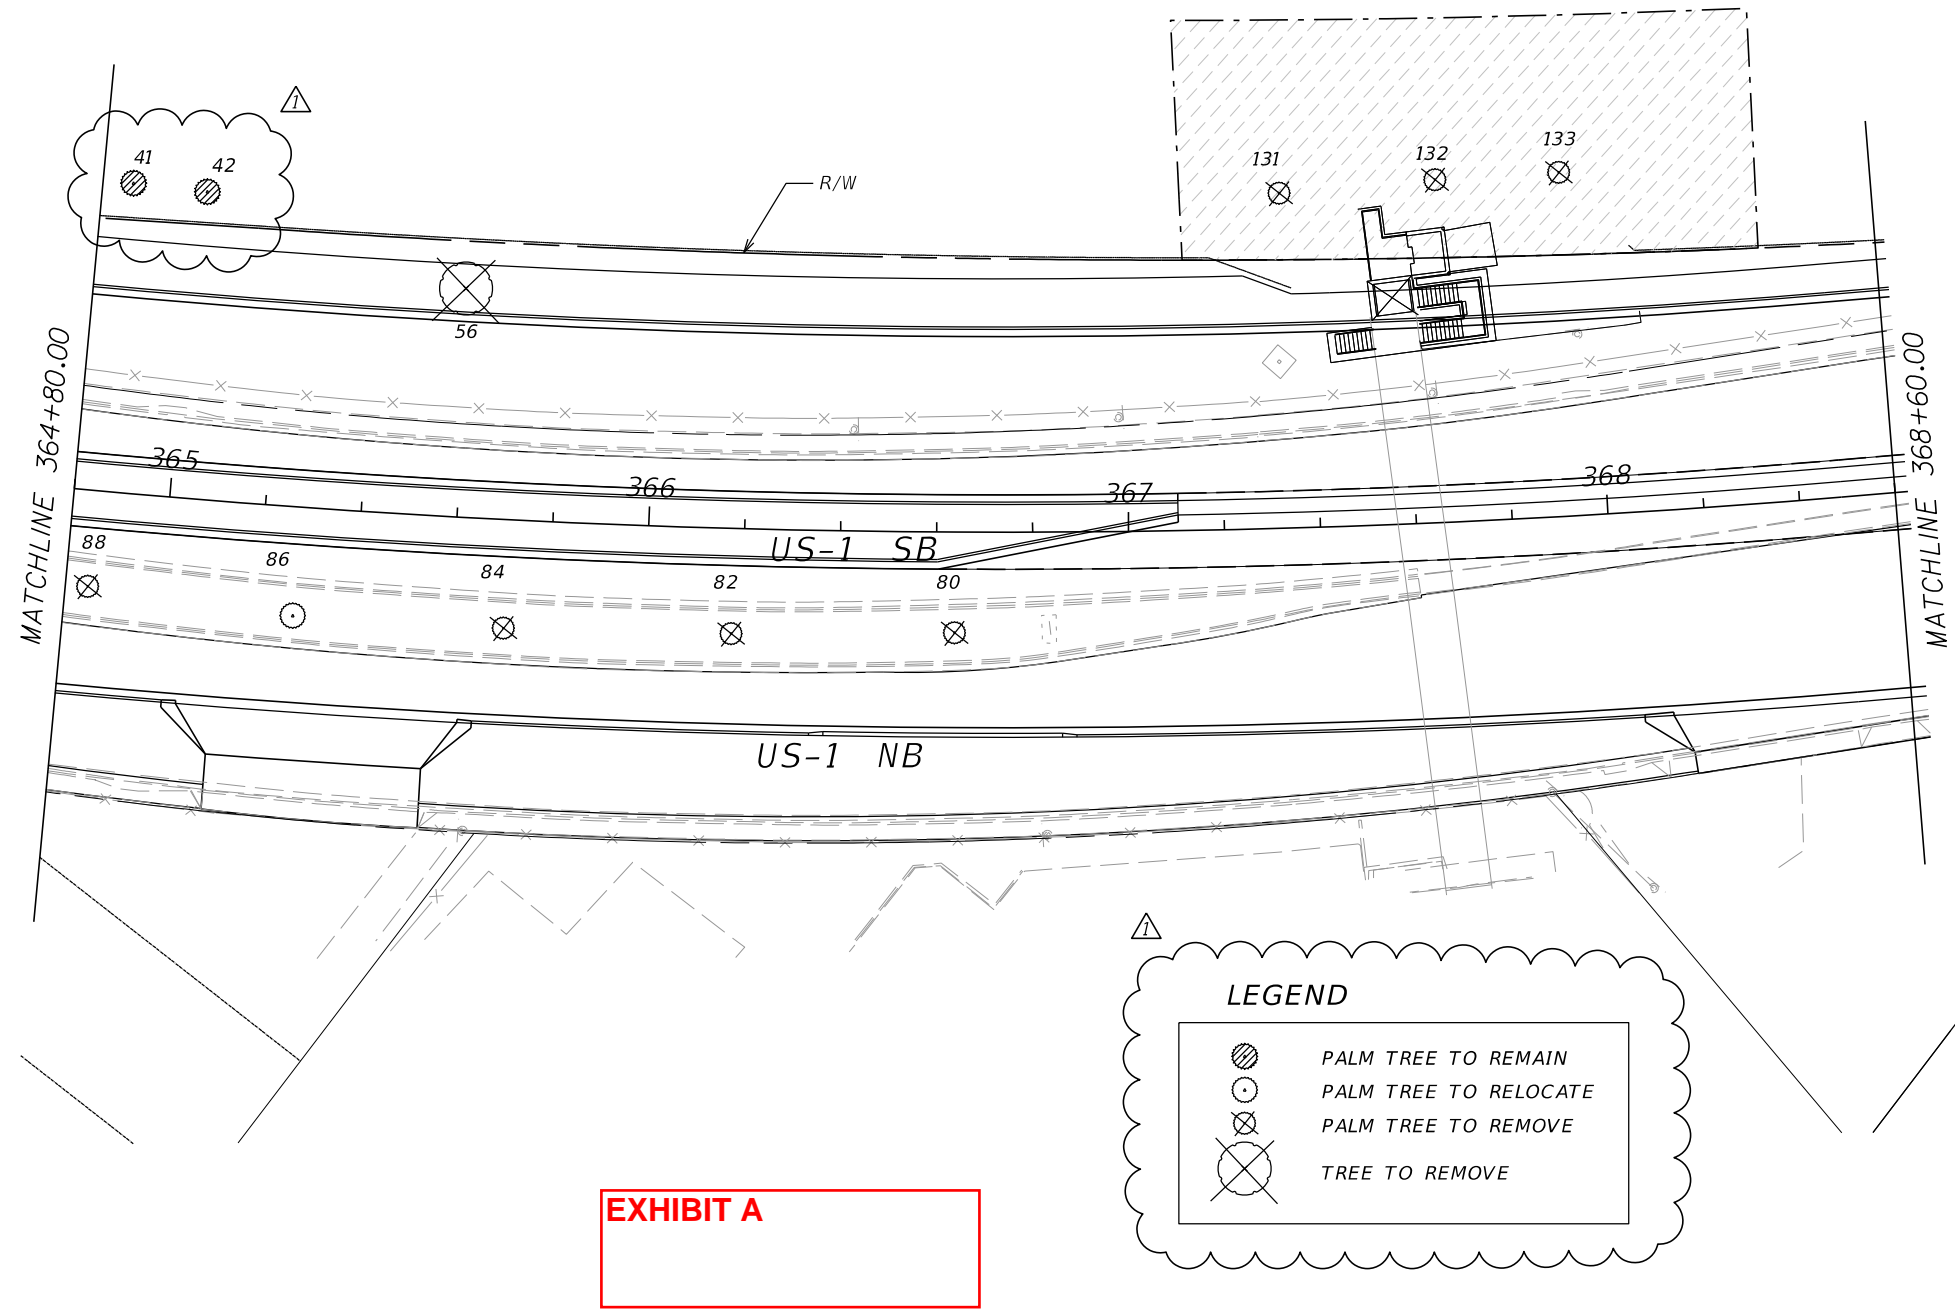 1
41
42
R/W
131
132
133
56
MATCHLINE 364+80.00
MATCHLINE 368+60.00
365
366
367
368
US-1 SB
88
86
84
82
80
US-1 NB
1
LEGEND
PALM TREE TO REMAIN
PALM TREE TO RELOCATE
PALM TREE TO REMOVE
TREE TO REMOVE
EXHIBIT A